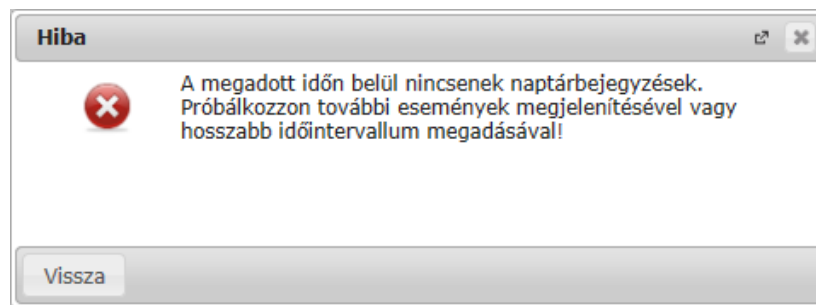 Hiba
A megadott időn belül nincsenek naptárbejegyzések.
Próbálkozzon további események megjelenítésével vagy
hosszabb időintervallum megadásával!
Vissza